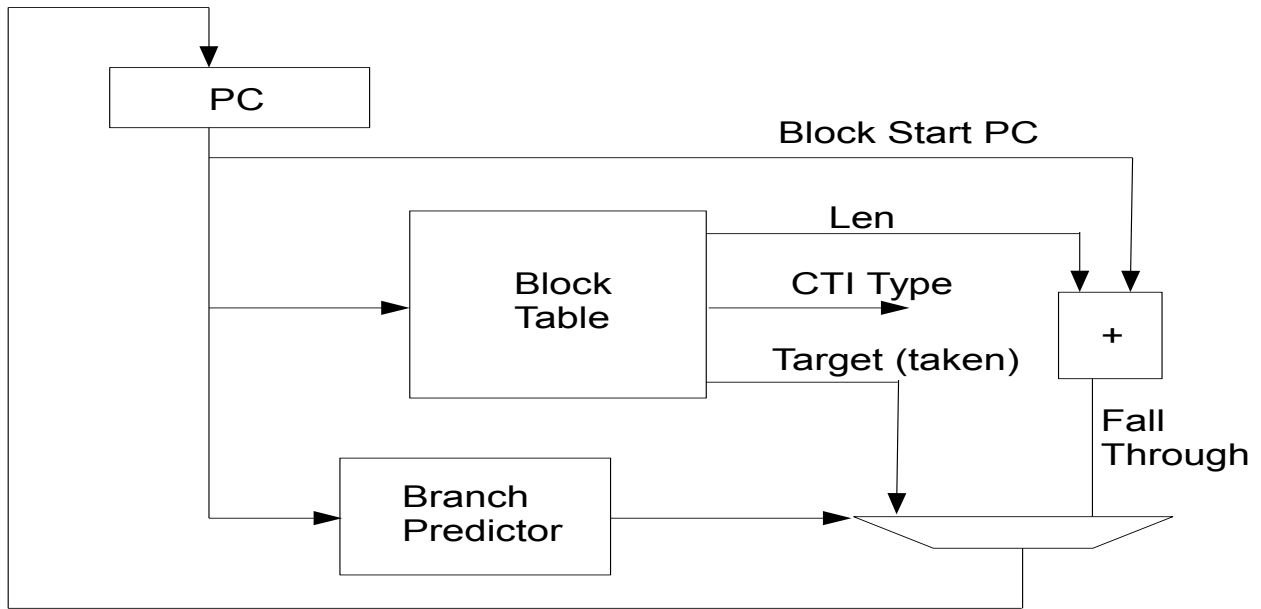 PC
Block Start PC
Len
Block
Table
CTI Type
+
Target (taken)
Fall
Through
Branch
Predictor